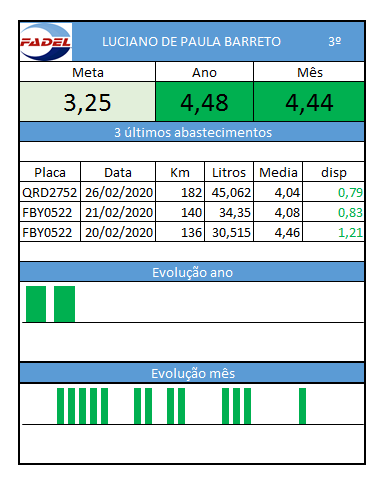 FADEL LUCIANO DE PAULA BARRETO 3º
Meta Ano Mês
3,25 4,48 4,44
3 últimos abastecimentos
Placa Data Km Litros Media disp
QRD2752 26/02/2020 182 45,062 4,04 0,79
FBY0522 21/02/2020 140 34,35 4,08 0,83
FBY0522 20/02/2020 136 30,515 4,46 1,21
Evolução ano
Evolução mês